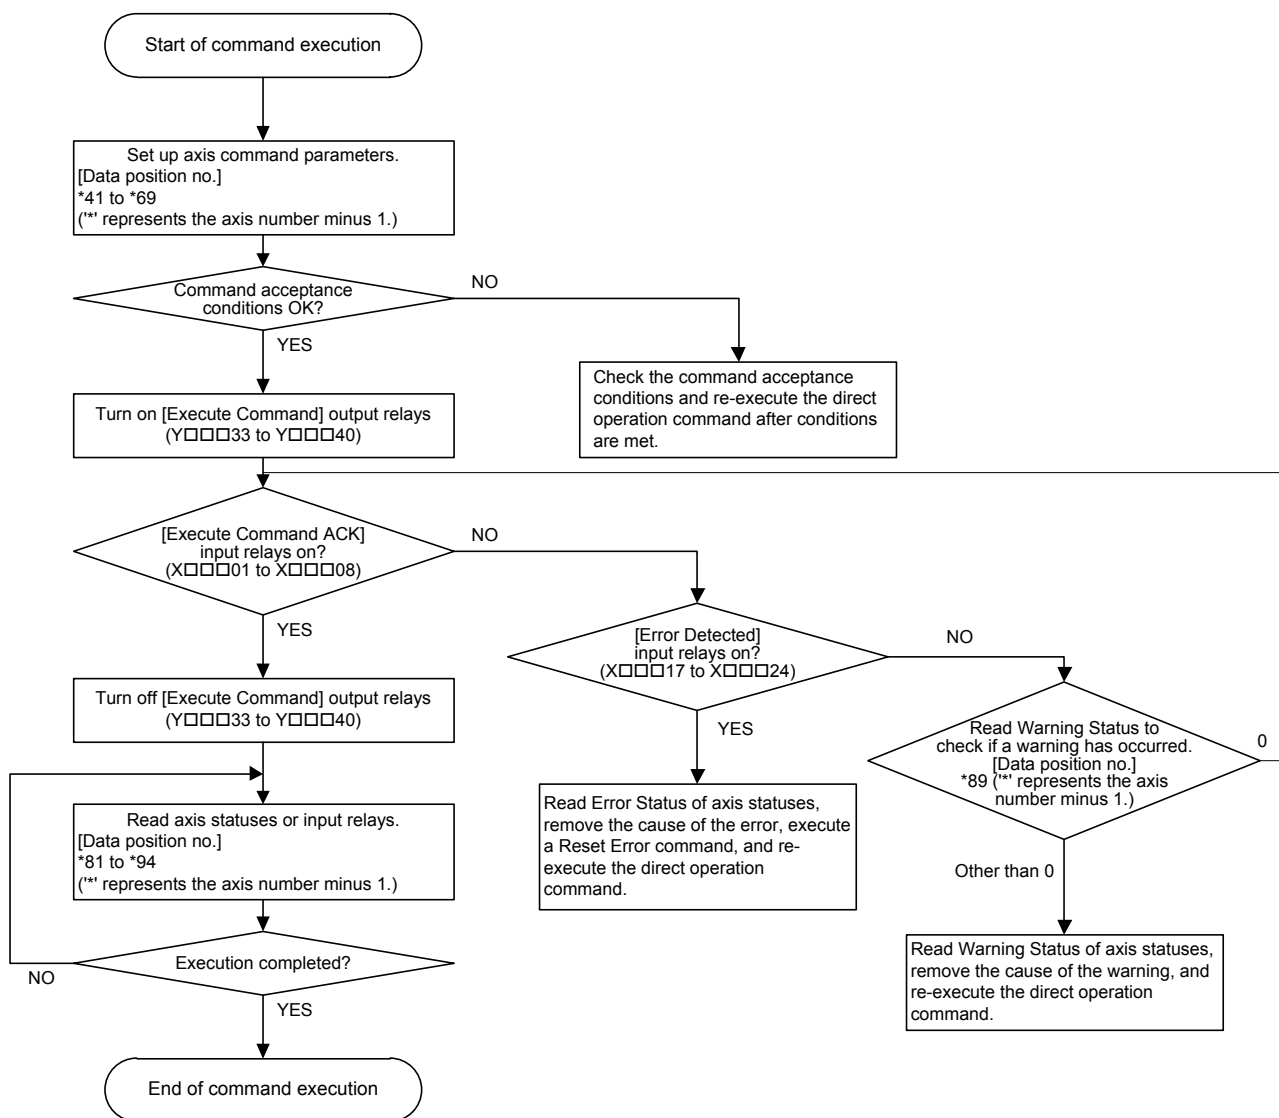 Start of command execution
Set up axis command parameters.
[Data position no.]
*41 to *69
('*' represents the axis number minus 1.)
Command acceptance
conditions OK?
NO
YES
Check the command acceptance
conditions and re-execute the direct
operation command after conditions
are met.
Turn on [Execute Command] output relays
(Y□□□33 to Y□□□40)
[Execute Command ACK]
input relays on?
(X□□□01 to X□□□08)
NO
YES
[Error Detected]
input relays on?
(X□□□17 to X□□□24)
NO
YES
Turn off [Execute Command] output relays
(Y□□□33 to Y□□□40)
Read Warning Status to
check if a warning has occurred.
[Data position no.]
*89 ('*' represents the axis
number minus 1.)
0
Other than 0
Read Error Status of axis statuses,
remove the cause of the error, execute
a Reset Error command, and re-
execute the direct operation
command.
Read axis statuses or input relays.
[Data position no.]
*81 to *94
('*' represents the axis number minus 1.)
Read Warning Status of axis statuses,
remove the cause of the warning, and
re-execute the direct operation
command.
Execution completed?
NO
YES
End of command execution